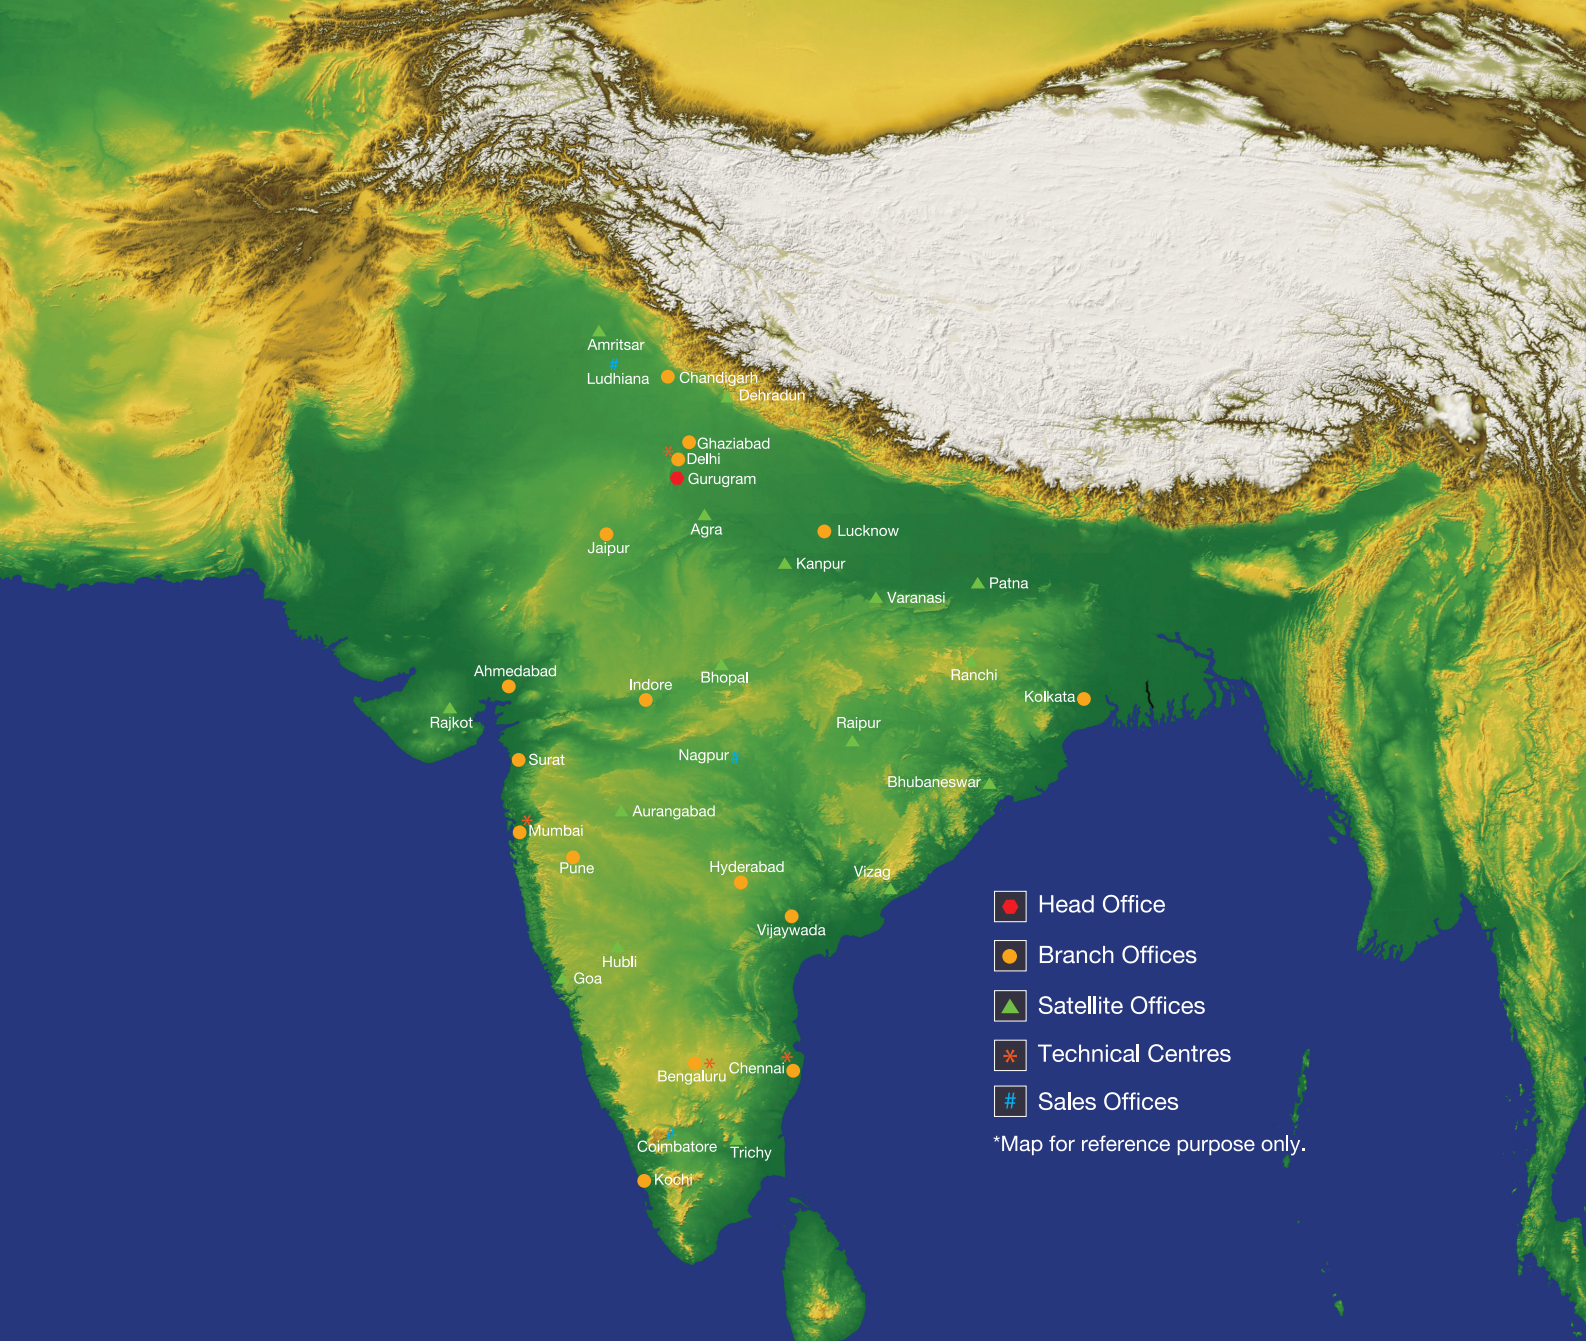 Amritsar
#
Ludhiana
Chandigarh
Dehradun
Ghaziabad
*
Delhi
Gurugram
Agra
Lucknow
Jaipur
Kanpur
Patna
Varanasi
Ahmedabad
Bhopal
Ranchi
Indore
Kolkata
Rajkot
Raipur
Nagpur #
Surat
Bhubaneswar
Aurangabad
*
Mumbai
Pune
Hyderabad
Vizag
Vijaywada
Hubli
Goa
*
*
Chennai
Bengaluru
#
Coimbatore
Trichy
Kochi
Head Office
Branch Offices
Satellite Offices
* Technical Centres
# Sales Offices
*Map for reference purpose only.